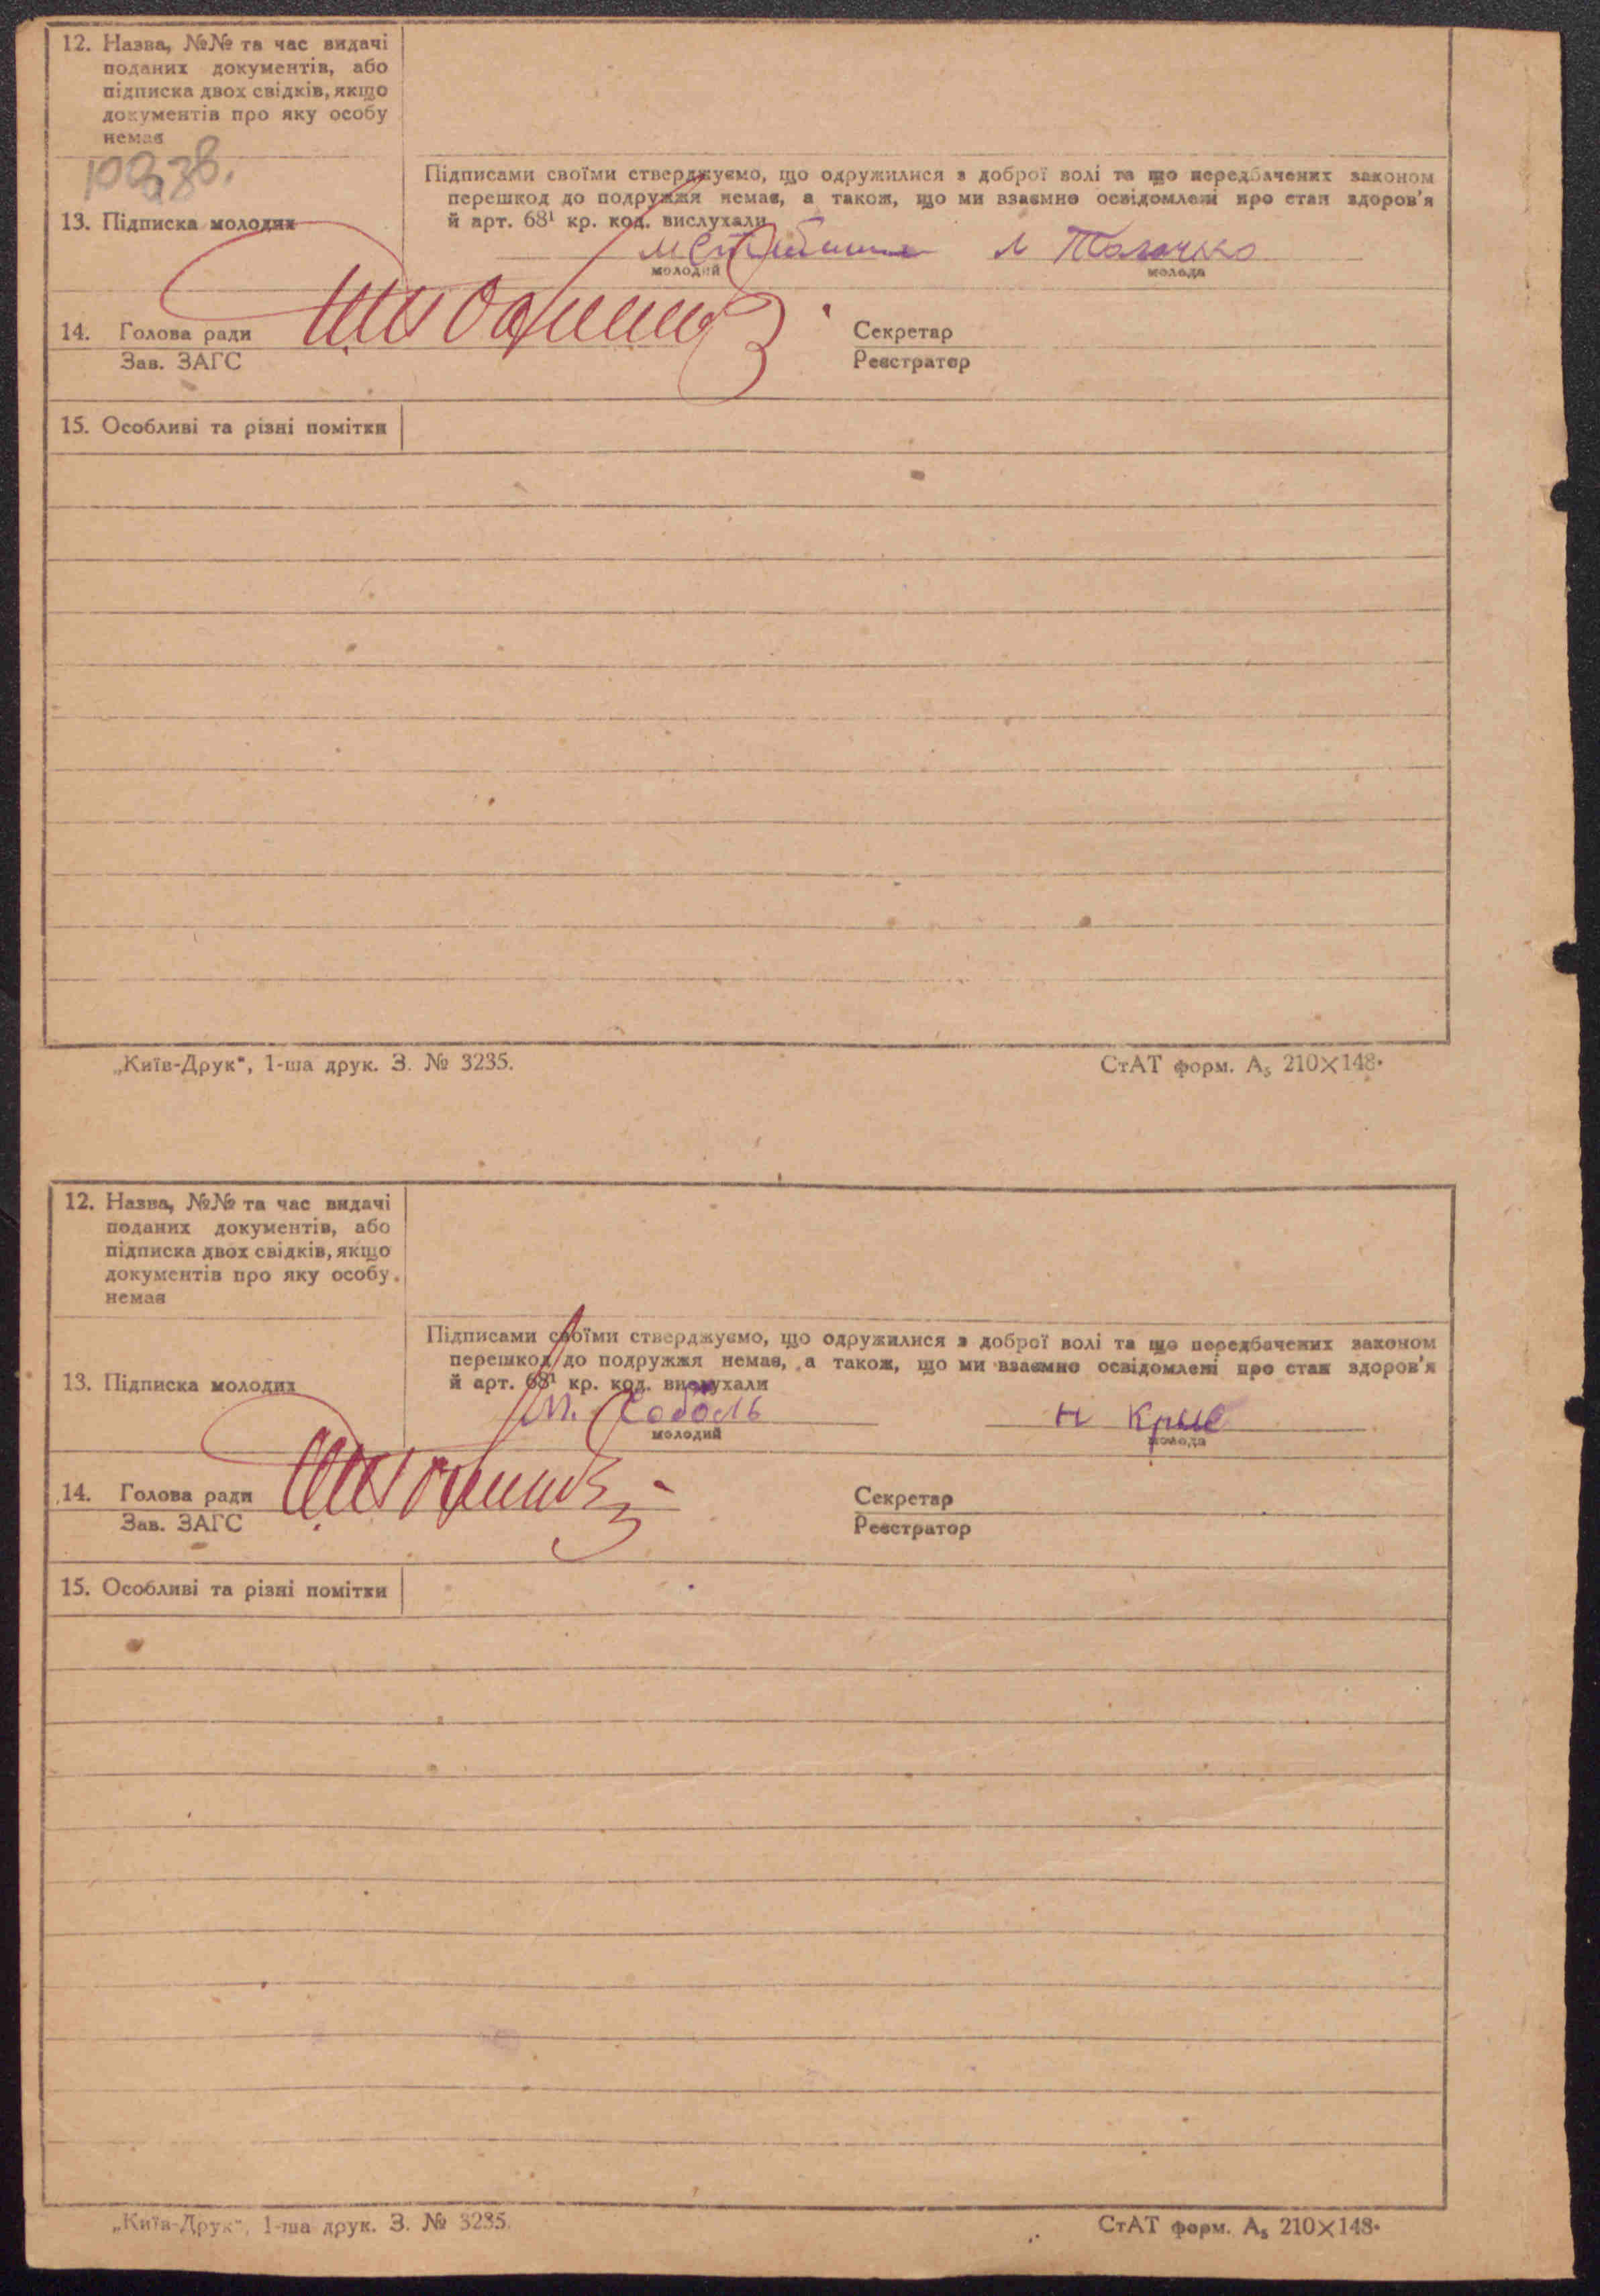 12. Назва, №№ та час видачі
поданих документів, або
підписка двох свідків, якщо
документів про яку особу
немає
Підписами своїми стверджуємо, що одружилися з доброї волі та що передбачених законом
перешкод до подружжя немає, а також, що ми взаємно освідомлені про стан здоров'я
13. Підписка молодих
й арт. 68¹ кр. код. вислухали
молодий молода
14. Голова ради
Секретар
Зав. ЗАГС
Реєстратор
15. Особливі та різні помітки
„Київ-Друк“, 1-ша друк. З. № 3235.
СтАТ форм. А₅ 210×148.
12. Назва, №№ та час видачі
поданих документів, або
підписка двох свідків, якщо
документів про яку особу
немає
Підписами своїми стверджуємо, що одружилися з доброї волі та що передбачених законом
перешкод до подружжя немає, а також, що ми взаємно освідомлені про стан здоров'я
13. Підписка молодих
й арт. 68¹ кр. код. вислухали
М. Соболь
молодий молода
14. Голова ради
Секретар
Зав. ЗАГС
Реєстратор
15. Особливі та різні помітки
„Київ-Друк“, 1-ша друк. З. № 3235.
СтАТ форм. А₅ 210×148.